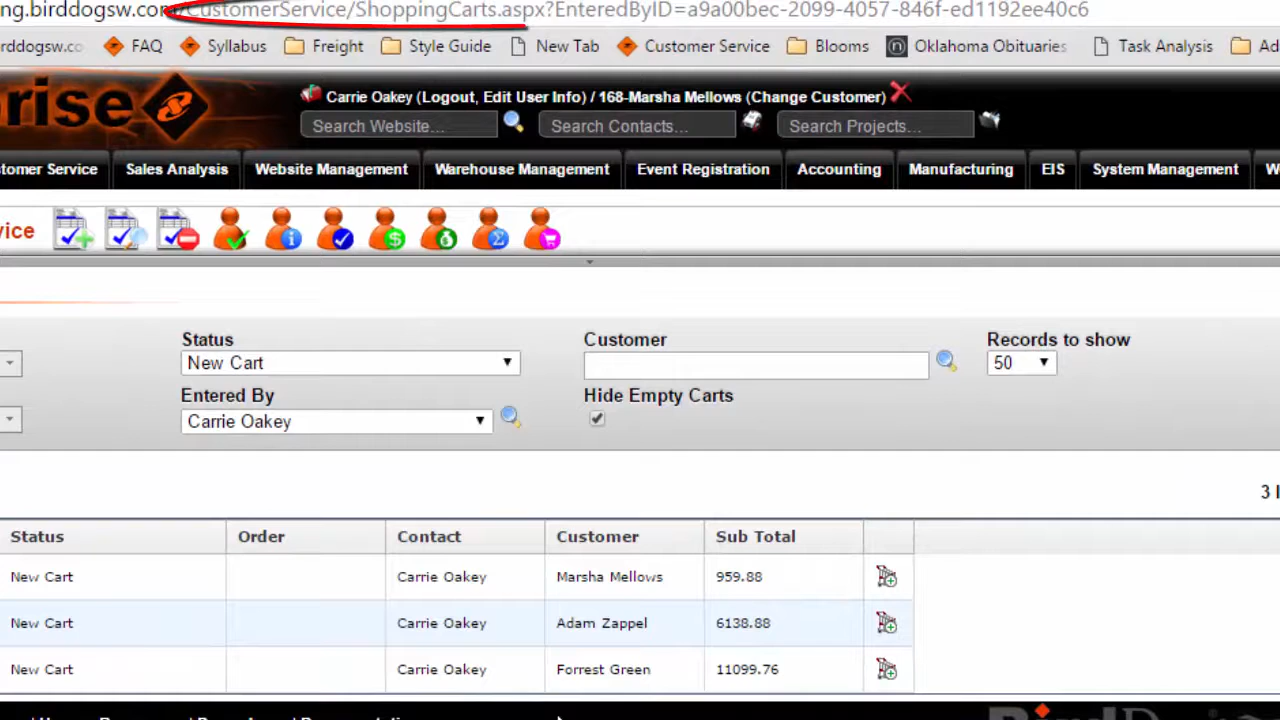 ng.birddogsw.com/CustomerService/ShoppingCarts.aspx?EnteredByID=a9a00bec-2099-4057-846f-ed1192ee40c6
irddogsw.co FAQ Syllabus Freight Style Guide New Tab Customer Service Blooms Oklahoma Obituaries Task Analysis Ad
rise
Carrie Oakey (Logout, Edit User Info) / 168-Marsha Mellows (Change Customer)
Search Website... Search Contacts... Search Projects...
stomer Service Sales Analysis Website Management Warehouse Management Event Registration Accounting Manufacturing EIS System Management W
vice
Status Customer Records to show
New Cart 50
Entered By Hide Empty Carts
Carrie Oakey
3 I
Status Order Contact Customer Sub Total
New Cart Carrie Oakey Marsha Mellows 959.88
New Cart Carrie Oakey Adam Zappel 6138.88
New Cart Carrie Oakey Forrest Green 11099.76